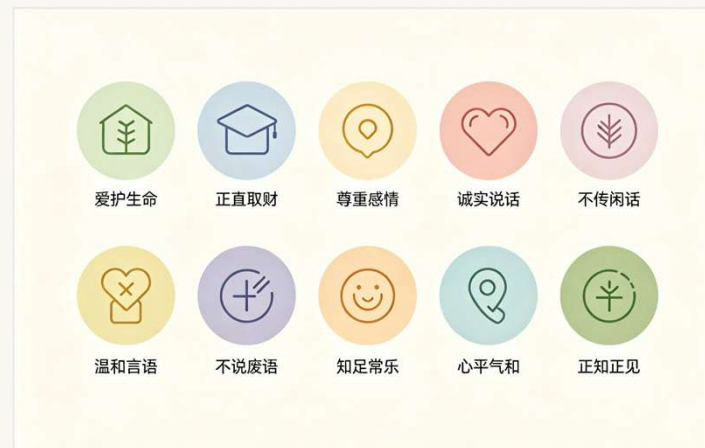 爱护生命 正直取财 尊重感情 诚实说话 不传闲话
温和言语 不说废语 知足常乐 心平气和 正知正见